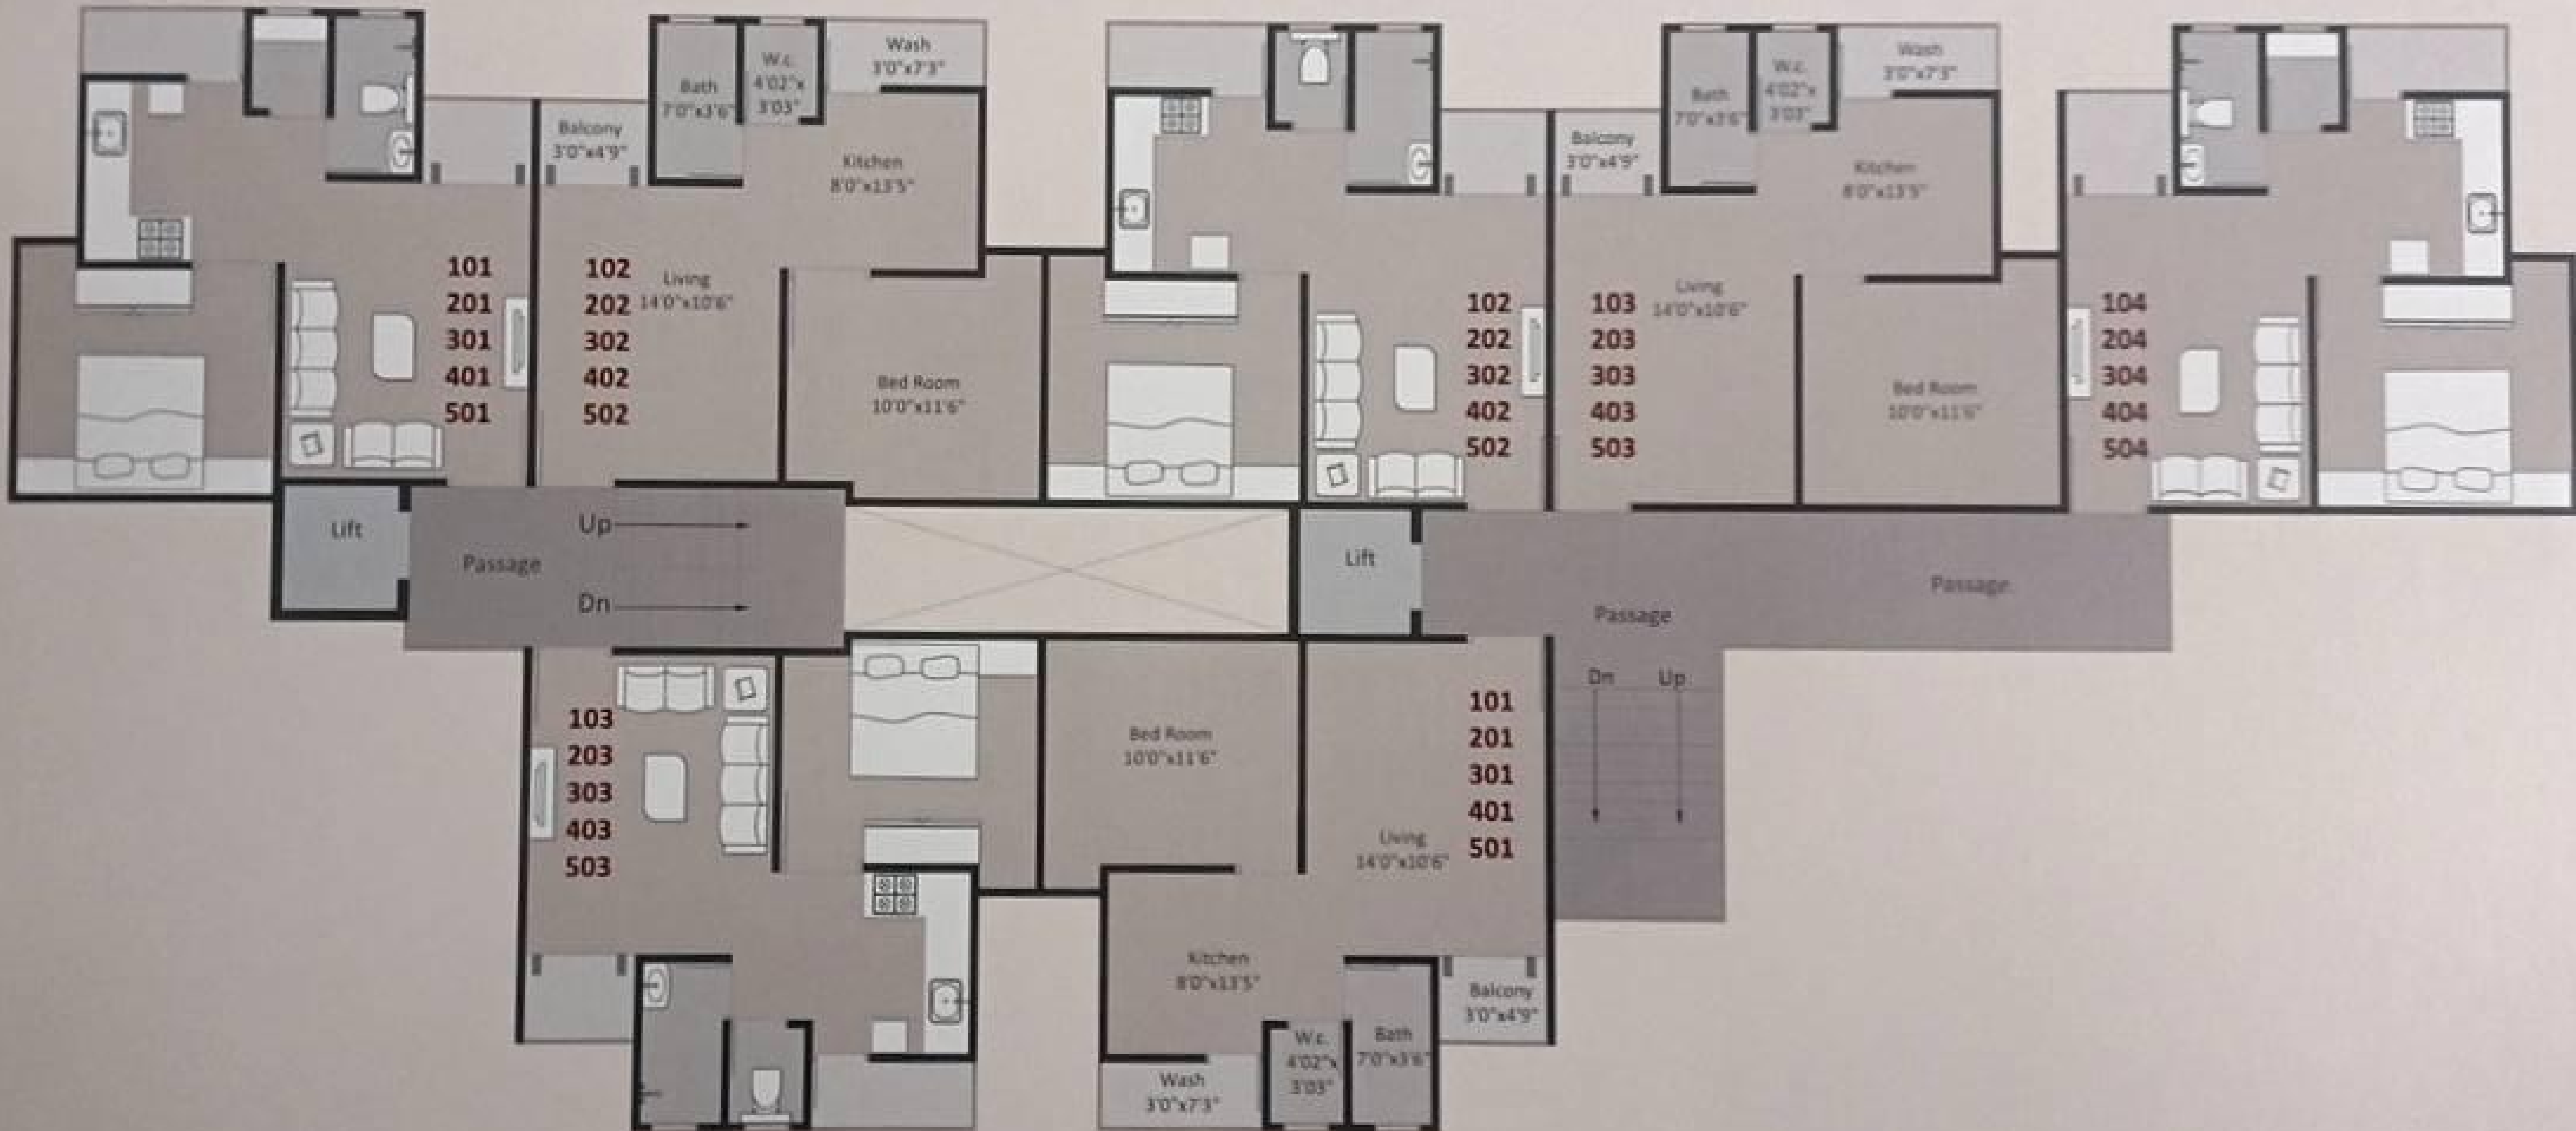 Bath
7'0"x3'6"
W.c.
4'02"x
3'03"
Wash
3'0"x7'3"
Balcony
3'0"x4'9"
Kitchen
8'0"x13'5"
Bath
7'0"x3'6"
W.c.
4'02"x
3'03"
Wash
3'0"x7'3"
Balcony
3'0"x4'9"
Kitchen
8'0"x13'5"
101
201
301
401
501
102
202
302
402
502
Living
14'0"x10'6"
Bed Room
10'0"x11'6"
102
202
302
402
502
103
203
303
403
503
Living
14'0"x10'6"
Bed Room
10'0"x11'6"
104
204
304
404
504
Lift
Passage
Up
Dn
Lift
Passage
Passage
Dn
Up
103
203
303
403
503
Bed Room
10'0"x11'6"
101
201
301
401
501
Living
14'0"x10'6"
Kitchen
8'0"x13'5"
Balcony
3'0"x4'9"
W.c.
4'02"x
3'03"
Bath
7'0"x3'6"
Wash
3'0"x7'3"